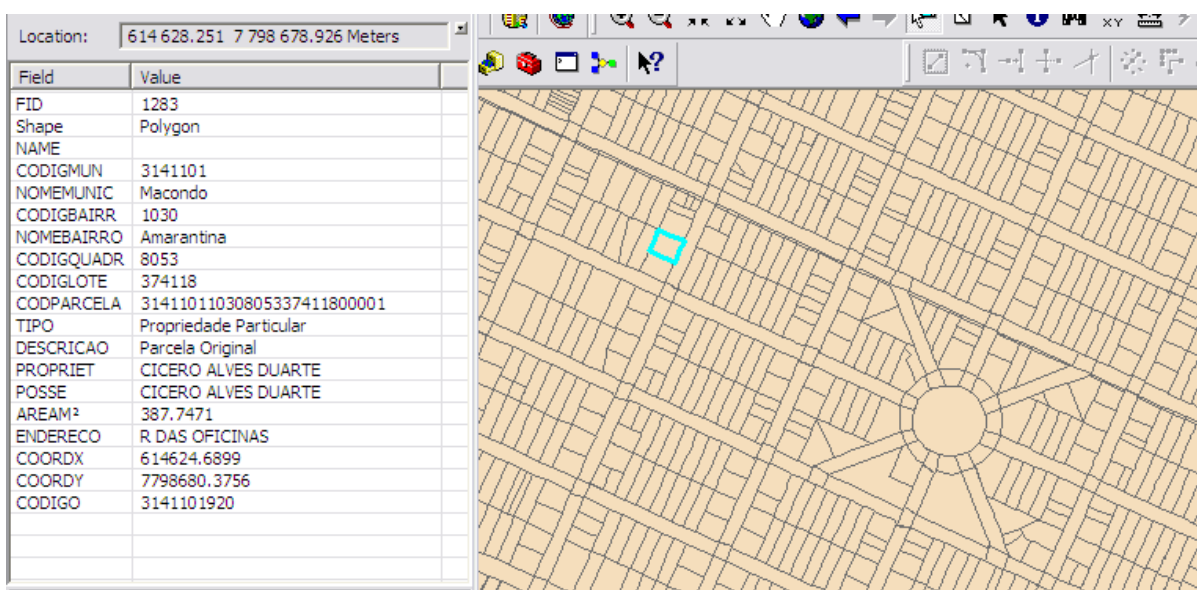 Location: 614 628.251 7 798 678.926 Meters
Field Value
FID 1283
Shape Polygon
NAME
CODIGMUN 3141101
NOMEMUNIC Macondo
CODIGBAIRR 1030
NOMEBAIRRO Amarantina
CODIGQUADR 8053
CODIGLOTE 374118
CODPARCELA 31411011030805337411800001
TIPO Propriedade Particular
DESCRICAO Parcela Original
PROPRIET CICERO ALVES DUARTE
POSSE CICERO ALVES DUARTE
AREAM² 387.7471
ENDERECO R DAS OFICINAS
COORDX 614624.6899
COORDY 7798680.3756
CODIGO 3141101920
XY